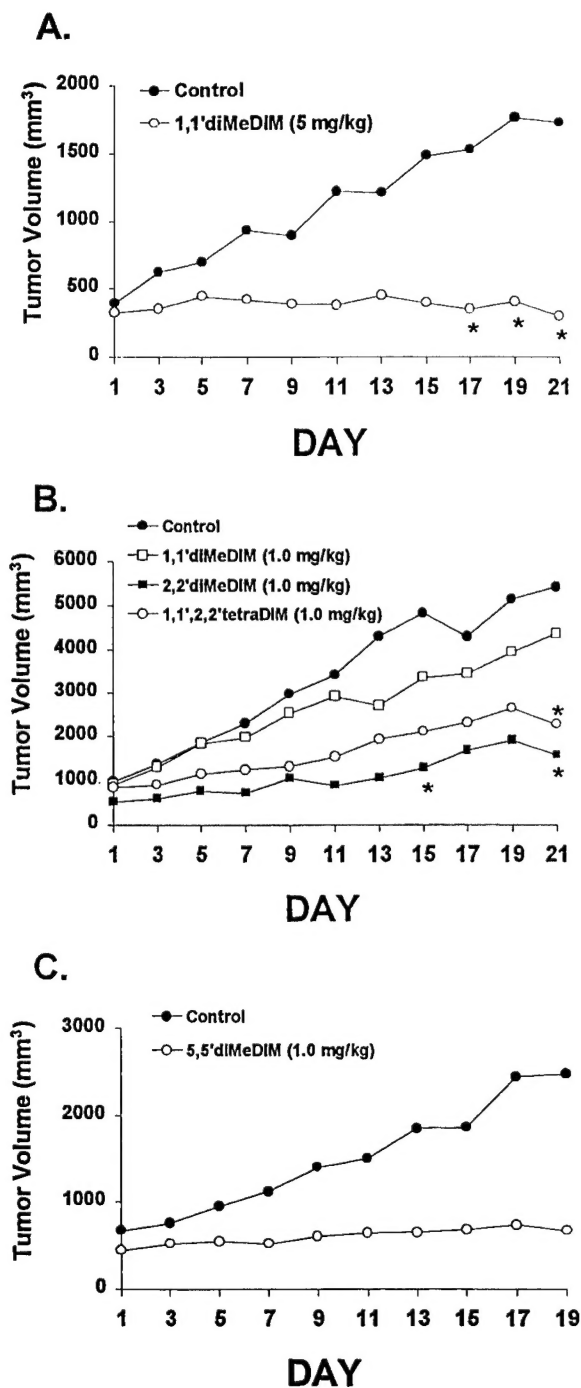 A.
Tumor Volume (mm³)
2000
1500
1000
500
0
Control
1,1'diMeDIM (5 mg/kg)
* * *
1 3 5 7 9 11 13 15 17 19 21
DAY
B.
Tumor Volume (mm³)
6000
5000
4000
3000
2000
1000
0
Control
1,1'diMeDIM (1.0 mg/kg)
2,2'diMeDIM (1.0 mg/kg)
1,1',2,2'tetraDIM (1.0 mg/kg)
*
* *
1 3 5 7 9 11 13 15 17 19 21
DAY
C.
Tumor Volume (mm³)
3000
2000
1000
0
Control
5,5'diMeDIM (1.0 mg/kg)
1 3 5 7 9 11 13 15 17 19
DAY